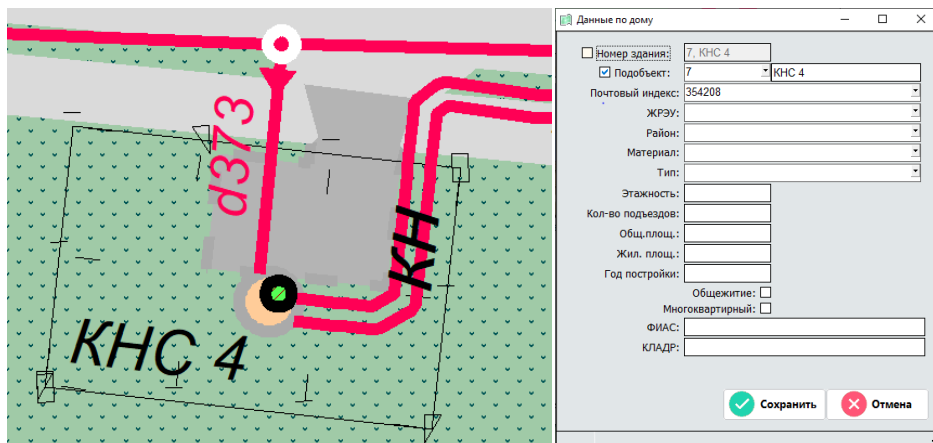 d373
КН
КНС 4
Данные по дому
Номер здания: 7, КНС 4
Подобъект: 7 КНС 4
Почтовый индекс: 354208
ЖРЭУ:
Район:
Материал:
Тип:
Этажность:
Кол-во подъездов:
Общ.площ.:
Жил. площ.:
Год постройки:
Общежитие:
Многоквартирный:
ФИАС:
КЛАДР:
Сохранить Отмена